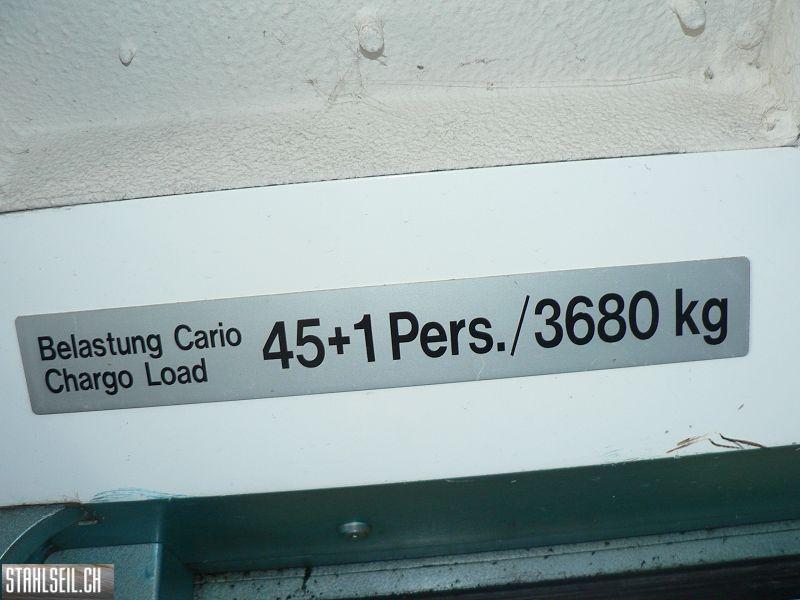 Belastung Cario 45+1 Pers./3680 kg
Chargo Load
STAHLSEIL.CH